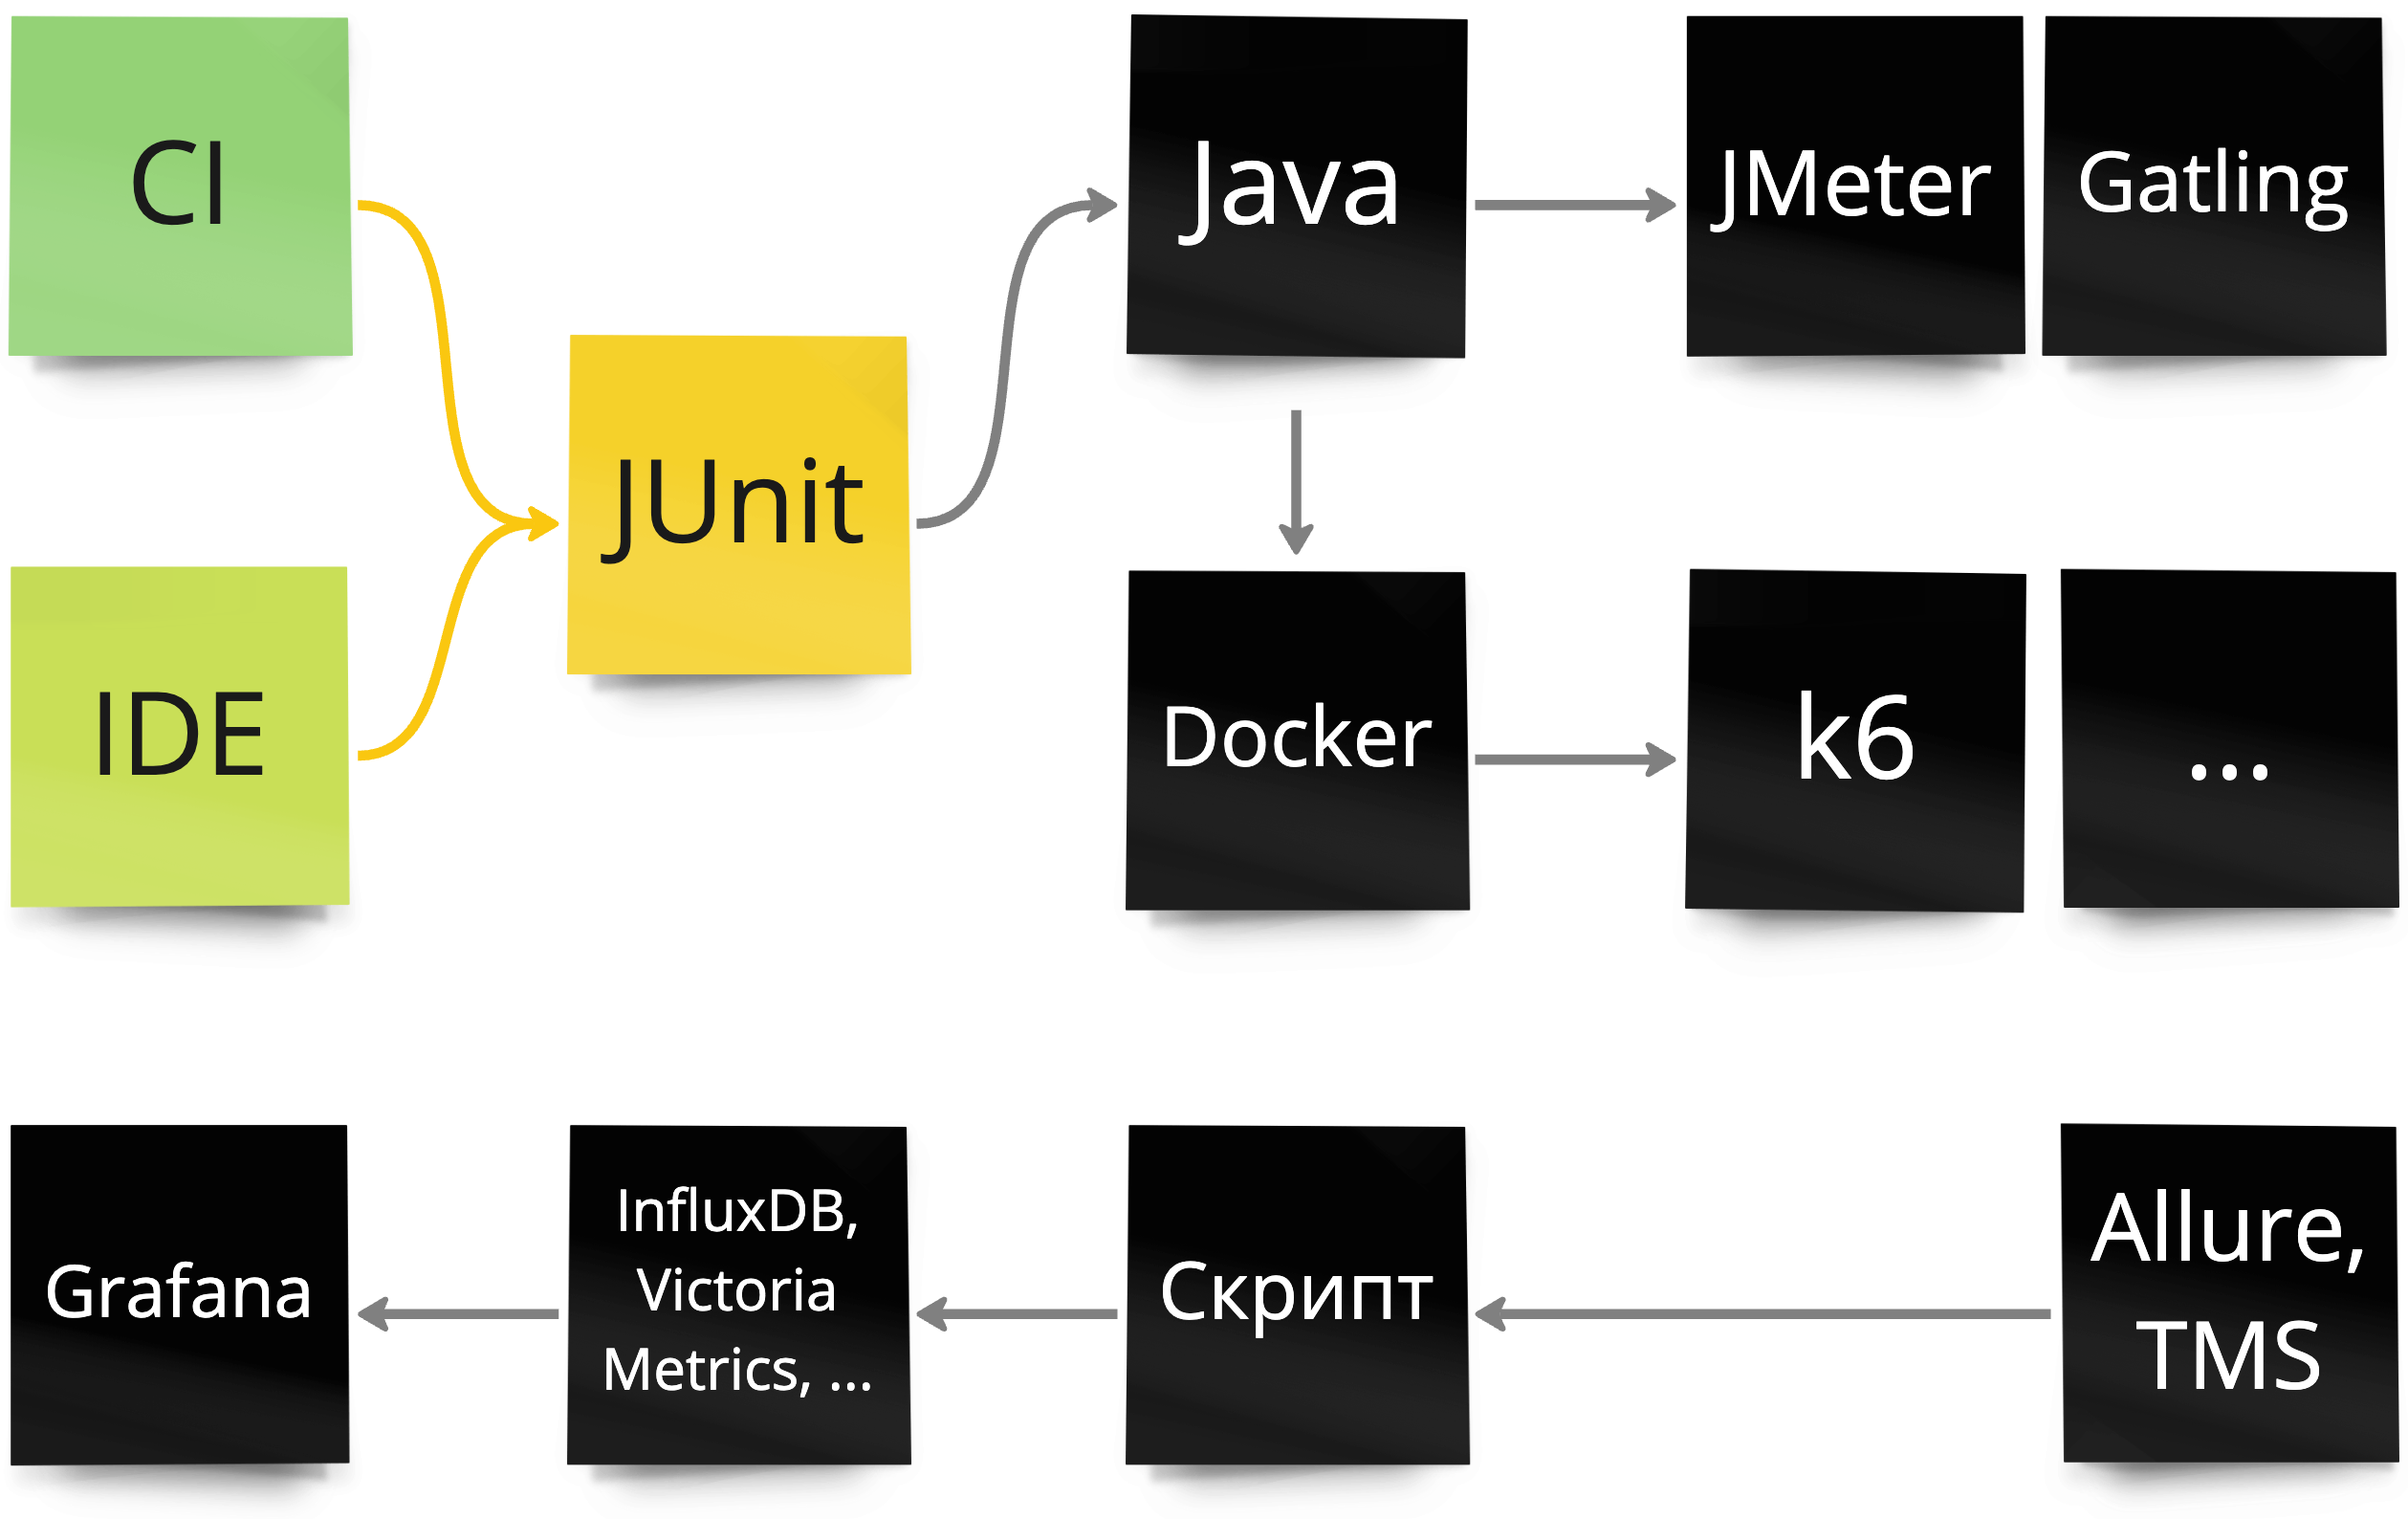 CI
Java
JMeter
Gatling
JUnit
IDE
Docker
k6
...
Grafana
InfluxDB,
Victoria
Metrics, ...
Скрипт
Allure,
TMS